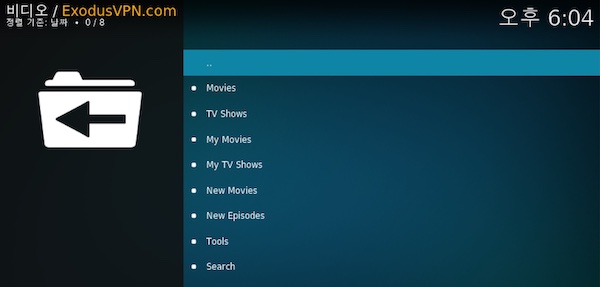 비디오 / ExodusVPN.com
정렬 기준: 날짜 • 0 / 8
오후 6:04
..
Movies
TV Shows
My Movies
My TV Shows
New Movies
New Episodes
Tools
Search